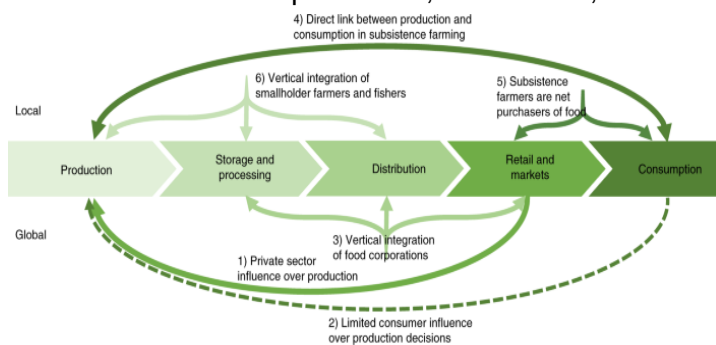 4) Direct link between production and
consumption in subsistence farming
6) Vertical integration of
smallholder farmers and fishers
5) Subsistence
farmers are net
purchasers of food
Local
Production
Storage and
processing
Distribution
Retail and
markets
Consumption
Global
3) Vertical integration
of food corporations
1) Private sector
influence over production
2) Limited consumer influence
over production decisions